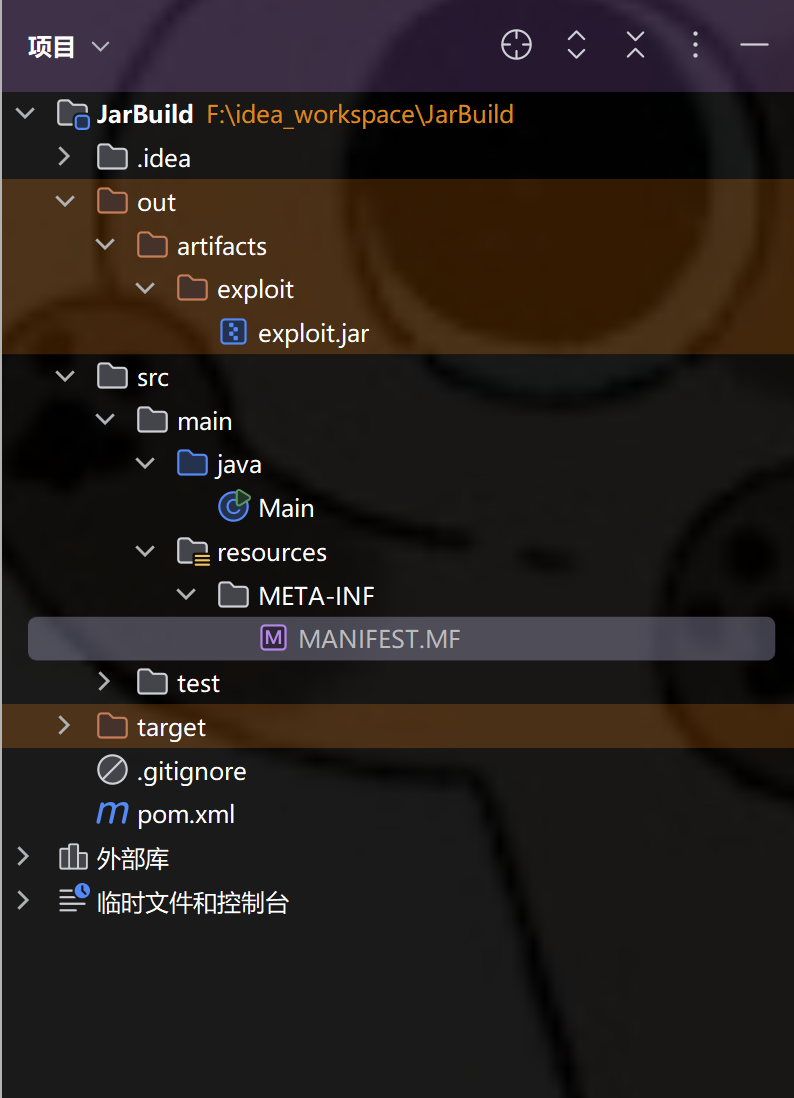 项目
JarBuild F:\idea_workspace\JarBuild
.idea
out
artifacts
exploit
exploit.jar
src
main
java
Main
resources
META-INF
MANIFEST.MF
test
target
.gitignore
pom.xml
外部库
临时文件和控制台